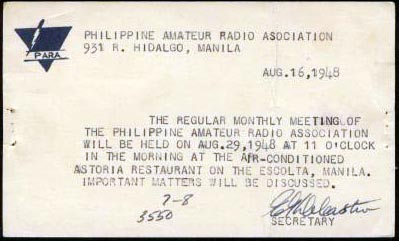 PARA
PHILIPPINE AMATEUR RADIO ASOCIATION
931 R. HIDALGO, MANILA
AUG.16,1948
THE REGULAR MONTHLY MEETING OF
THE PHILIPPINE AMATEUR RADIO ASSOCIATION
WILL BE HELD ON AUG.29,1948 AT 11 O'CLOCK
IN THE MORNING AT THE AIR-CONDITIONED
ASTORIA RESTAURANT ON THE ESCOLTA, MANILA.
IMPORTANT MATTERS WILL BE DISCUSSED.
7-8
3550
SECRETARY